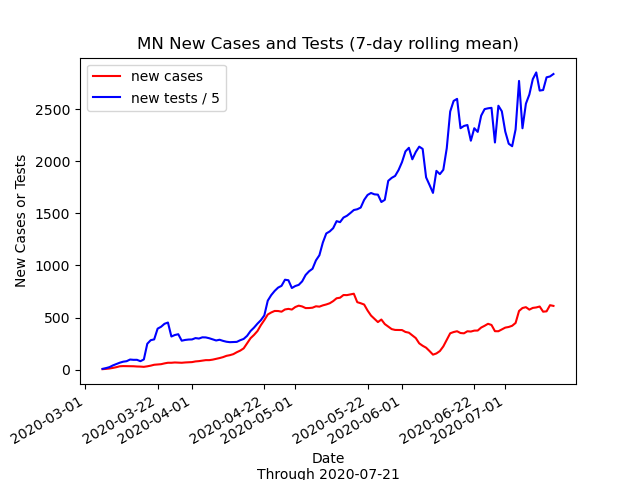 MN New Cases and Tests (7-day rolling mean)
new cases
new tests / 5
New Cases or Tests
2500
2000
1500
1000
500
0
2020-03-01
2020-03-22
2020-04-01
2020-04-22
2020-05-01
2020-05-22
2020-06-01
2020-06-22
2020-07-01
Date
Through 2020-07-21